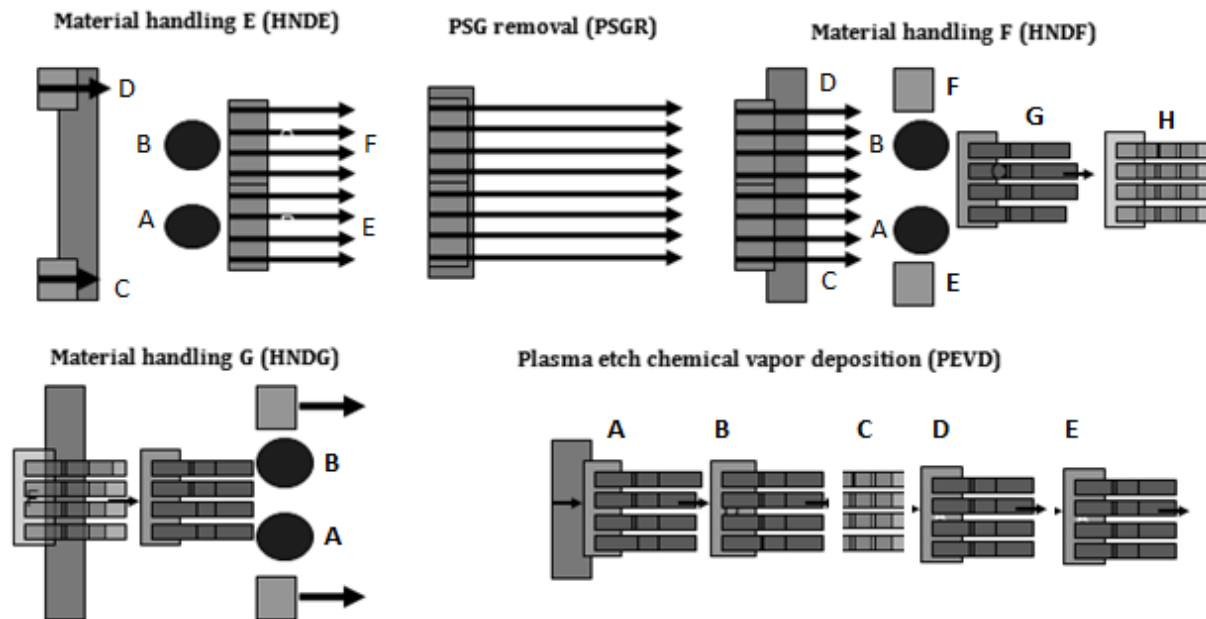 Material handling E (HNDE)
PSG removal (PSGR)
Material handling F (HNDF)
D
B
F
A
E
C
D
F
B
G
H
A
C
E
Material handling G (HNDG)
Plasma etch chemical vapor deposition (PEVD)
B
F
A
A
B
C
D
E